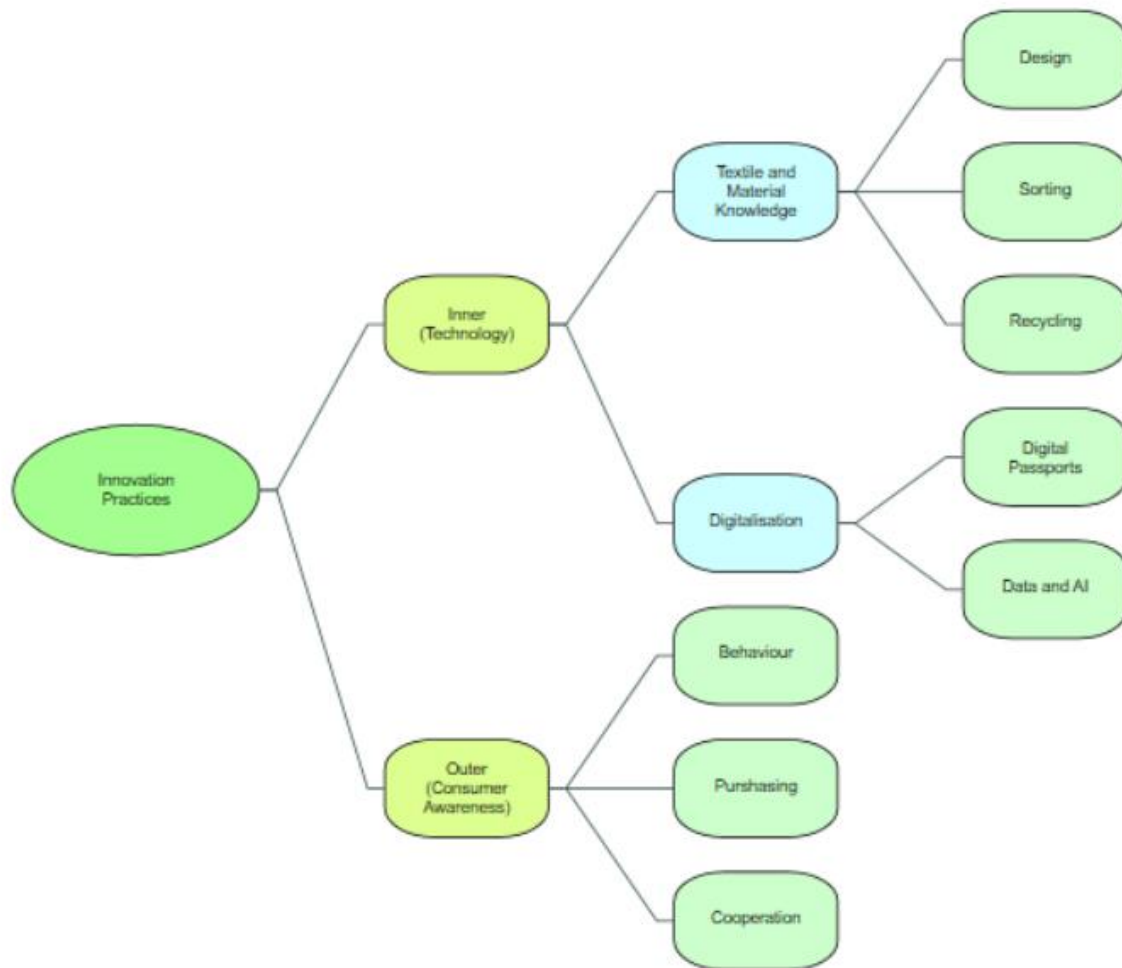 Design
Textile and
Material
Knowledge
Sorting
Inner
(Technology)
Recycling
Innovation
Practices
Digital
Passports
Digitalisation
Data and AI
Behaviour
Outer
(Consumer
Awareness)
Purshasing
Cooperation